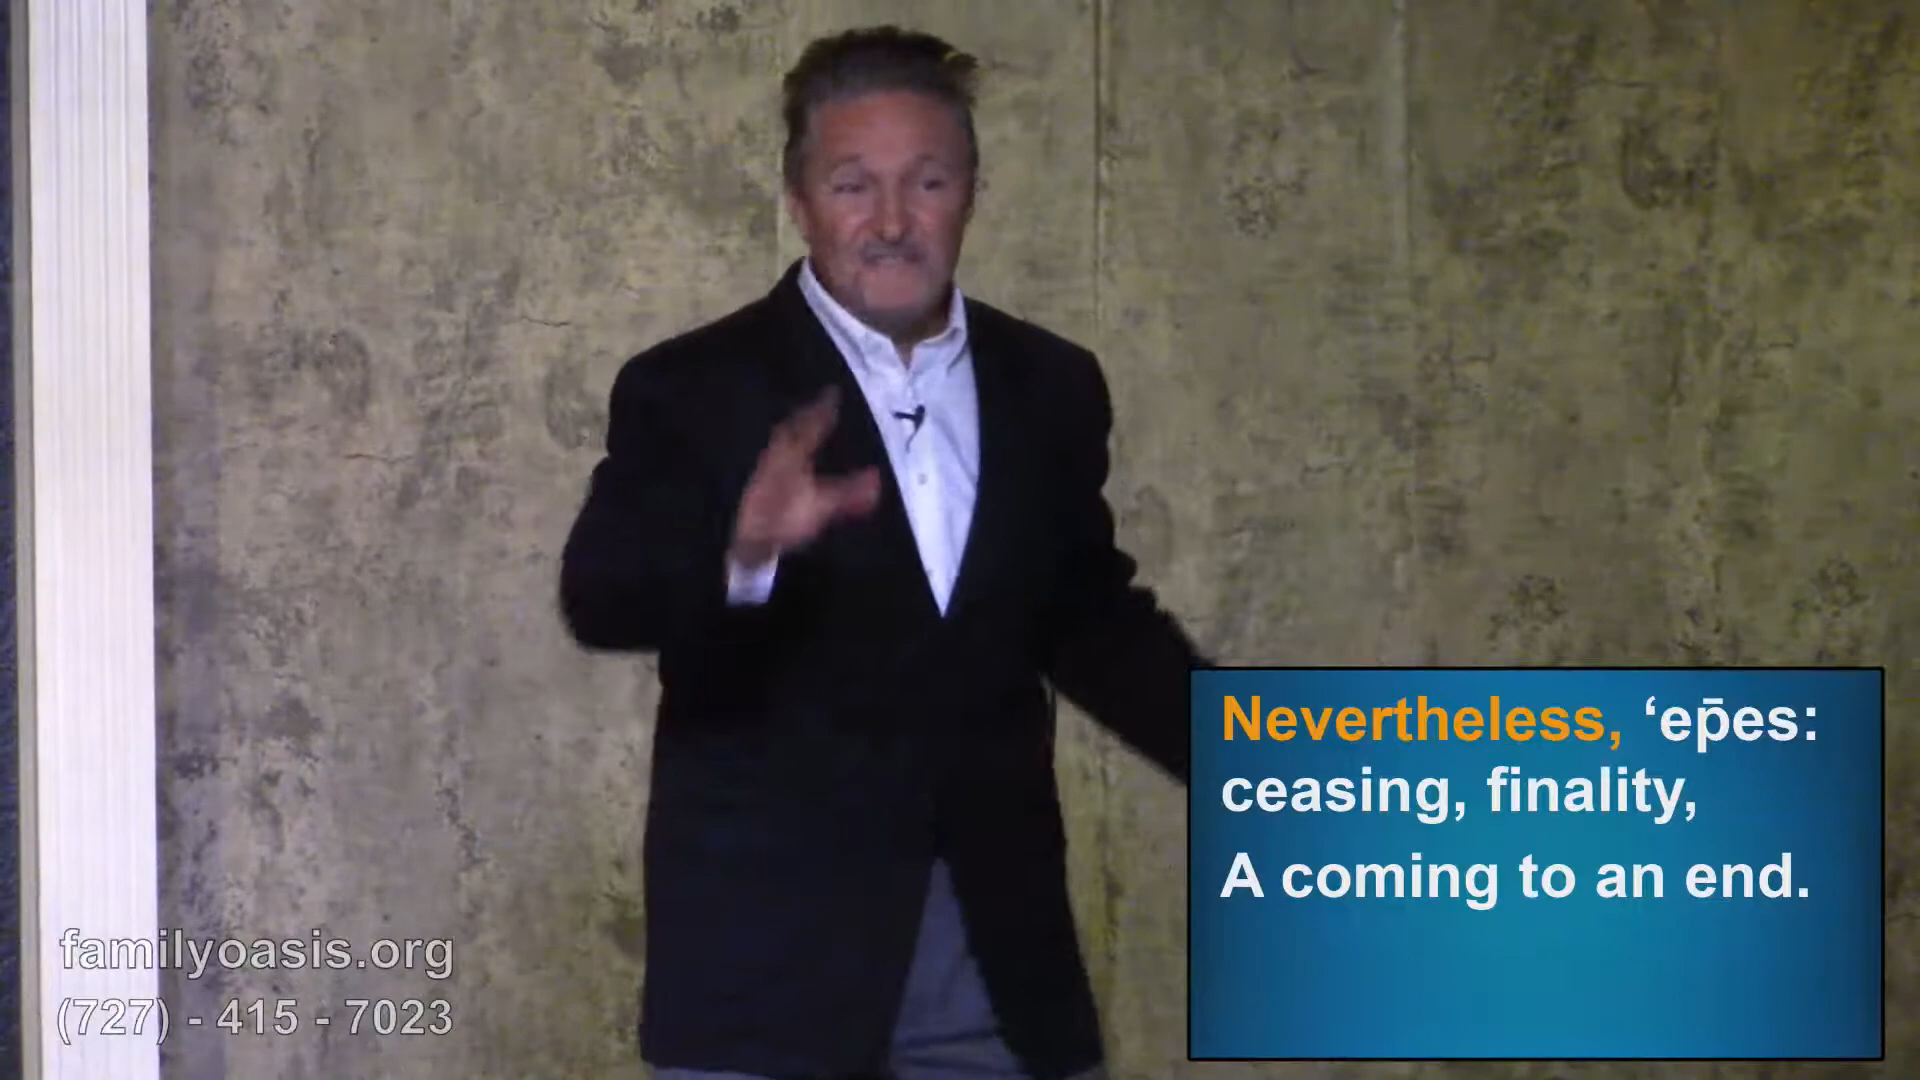 Nevertheless, ‘ep̄es:
ceasing, finality,
A coming to an end.
familyoasis.org
(727) - 415 - 7023